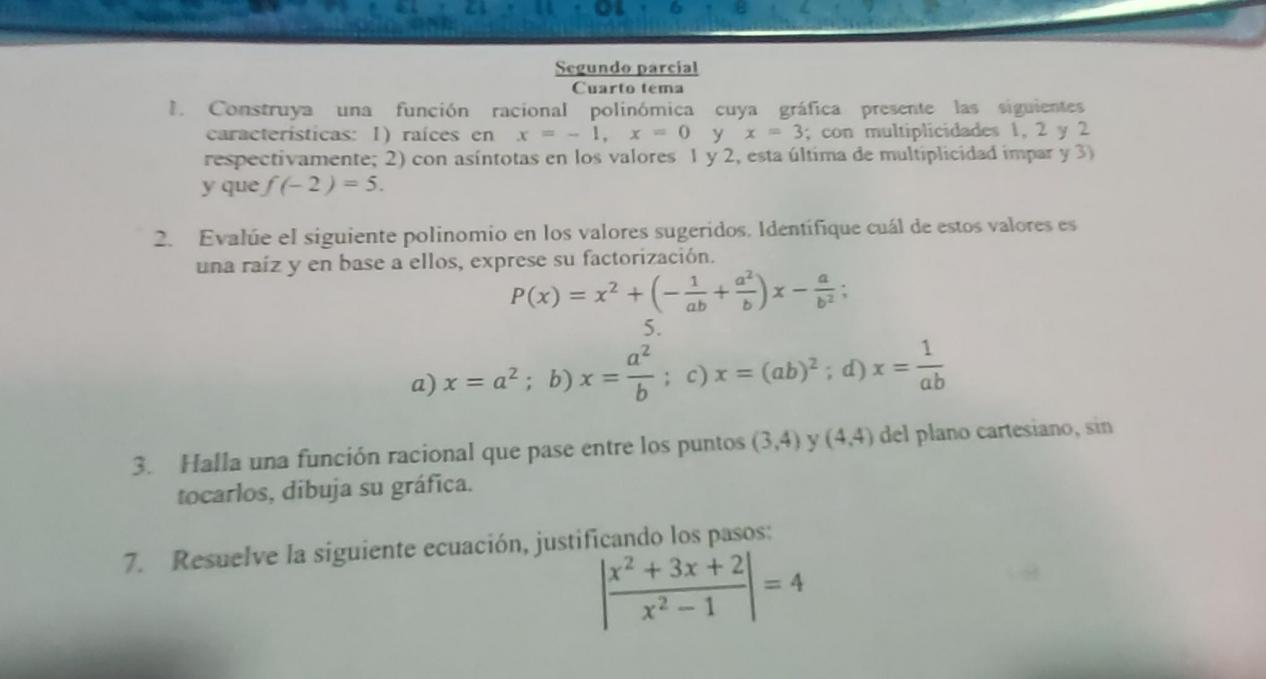 Segundo parcial
Cuarto tema
1. Construya una función racional polinómica cuya gráfica presente las siguientes
características: 1) raíces en x = - 1, x = 0 y x = 3; con multiplicidades 1, 2 y 2
respectivamente; 2) con asíntotas en los valores 1 y 2, esta última de multiplicidad impar y 3)
y que f (- 2 ) = 5.
2. Evalúe el siguiente polinomio en los valores sugeridos. Identifique cuál de estos valores es
una raíz y en base a ellos, exprese su factorización.
P(x) = x² + (-1/ab + a²/b)x - a/b² ;
5.
a) x = a² ; b) x = a²/b ; c) x = (ab)² ; d) x = 1/ab
3. Halla una función racional que pase entre los puntos (3,4) y (4,4) del plano cartesiano, sin
tocarlos, dibuja su gráfica.
7. Resuelve la siguiente ecuación, justificando los pasos:
|x² + 3x + 2 / x² - 1| = 4